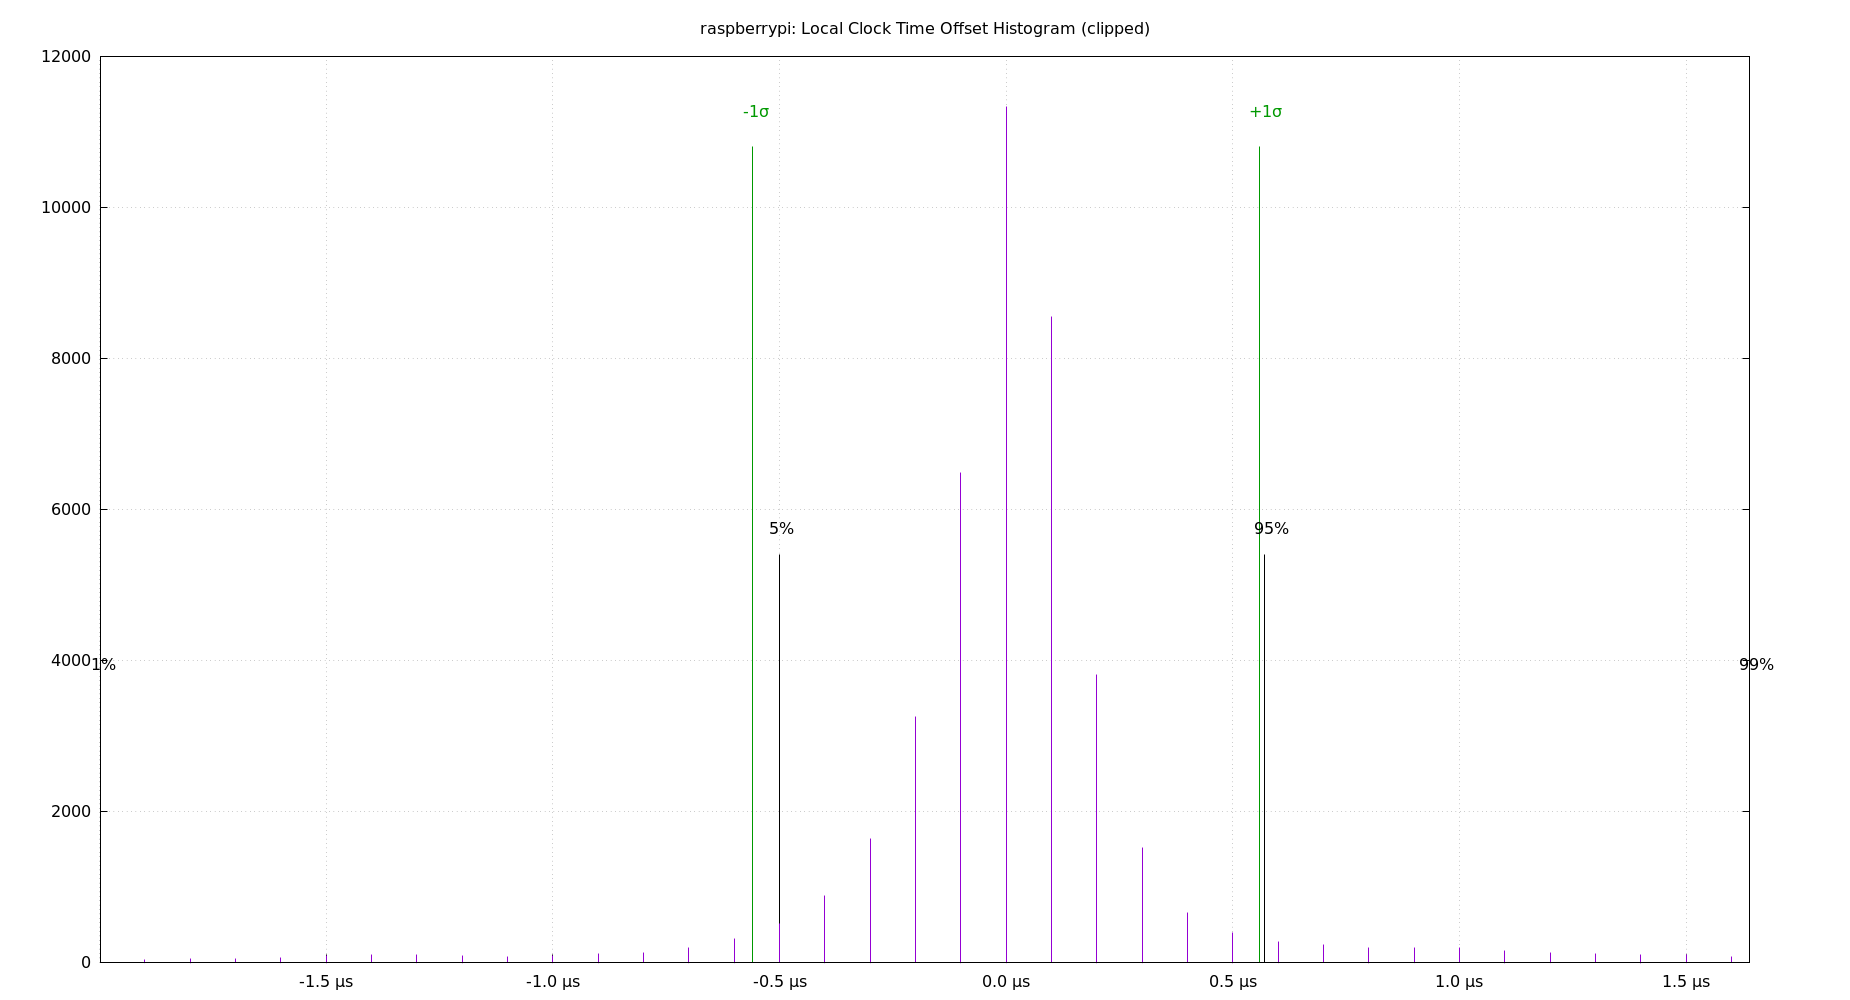 raspberrypi: Local Clock Time Offset Histogram (clipped)
12000
-1σ
+1σ
10000
8000
6000
5%
95%
4000
1%
99%
2000
0
-1.5 μs
-1.0 μs
-0.5 μs
0.0 μs
0.5 μs
1.0 μs
1.5 μs